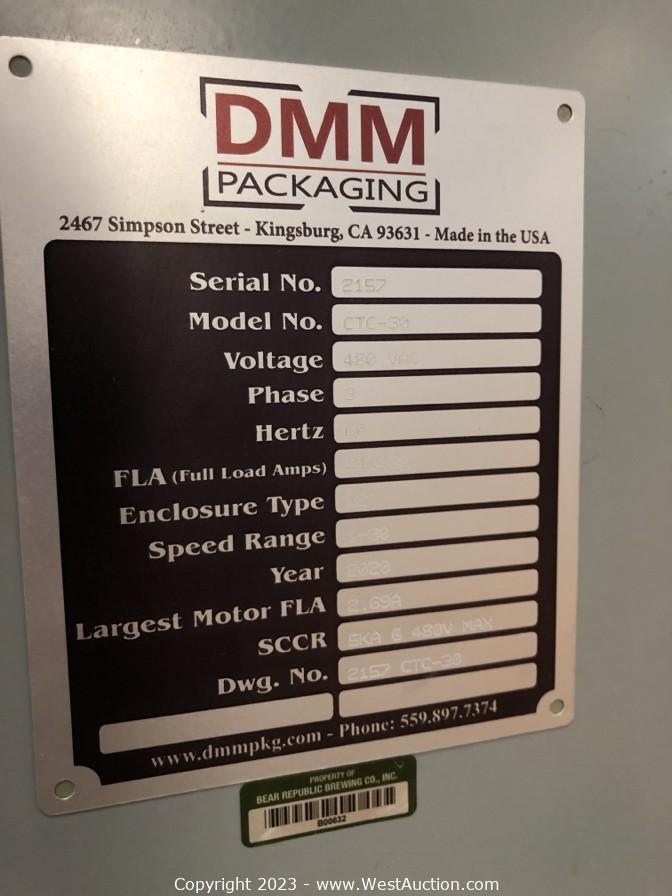 DMM
PACKAGING
2467 Simpson Street - Kingsburg, CA 93631 - Made in the USA
Serial No. 2157
Model No. CTC-30
Voltage 480 VAC
Phase 3
Hertz
FLA (Full Load Amps)
Enclosure Type
Speed Range -30
Year 2020
Largest Motor FLA 2.69A
SCCR 5KA @ 480V MAX
Dwg. No. 2157 CTC-30
www.dmmpkg.com - Phone: 559.897.7374
PROPERTY OF
BEAR REPUBLIC BREWING CO., INC.
B00632
Copyright 2023 - www.WestAuction.com